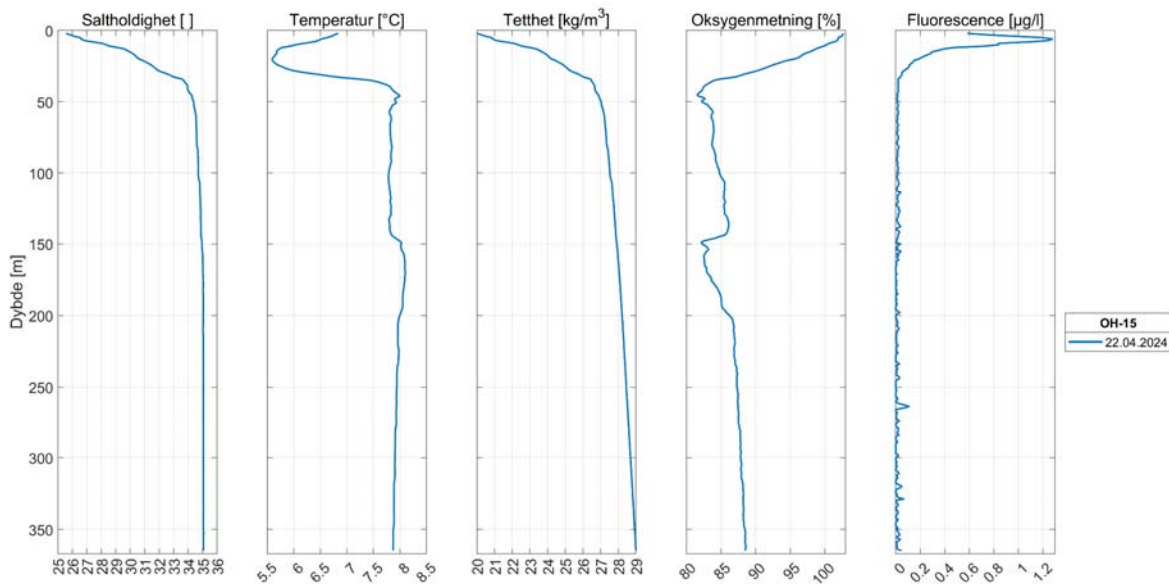 Saltholdighet [ ]
Temperatur [°C]
Tetthet [kg/m³]
Oksygenmetning [%]
Fluorescence [µg/l]
Dybde [m]
0
50
100
150
200
250
300
350
25 26 27 28 29 30 31 32 33 34 35 36
5.5 6 6.5 7 7.5 8 8.5
20 21 22 23 24 25 26 27 28 29
80 85 90 95 100
0 0.2 0.4 0.6 0.8 1 1.2
OH-15
22.04.2024